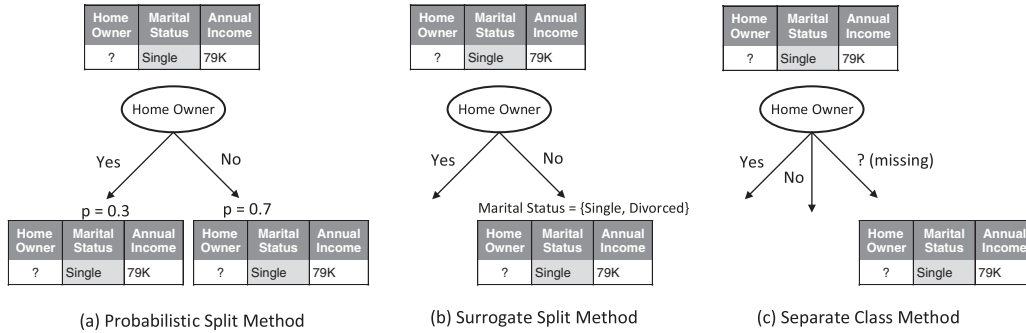 Home Owner Marital Status Annual Income
? Single 79K
Home Owner
Yes No
p = 0.3 p = 0.7
Home Owner Marital Status Annual Income Home Owner Marital Status Annual Income
? Single 79K ? Single 79K
(a) Probabilistic Split Method
Home Owner Marital Status Annual Income
? Single 79K
Home Owner
Yes No
Marital Status = {Single, Divorced}
Home Owner Marital Status Annual Income
? Single 79K
(b) Surrogate Split Method
Home Owner Marital Status Annual Income
? Single 79K
Home Owner
Yes No ? (missing)
Home Owner Marital Status Annual Income
? Single 79K
(c) Separate Class Method